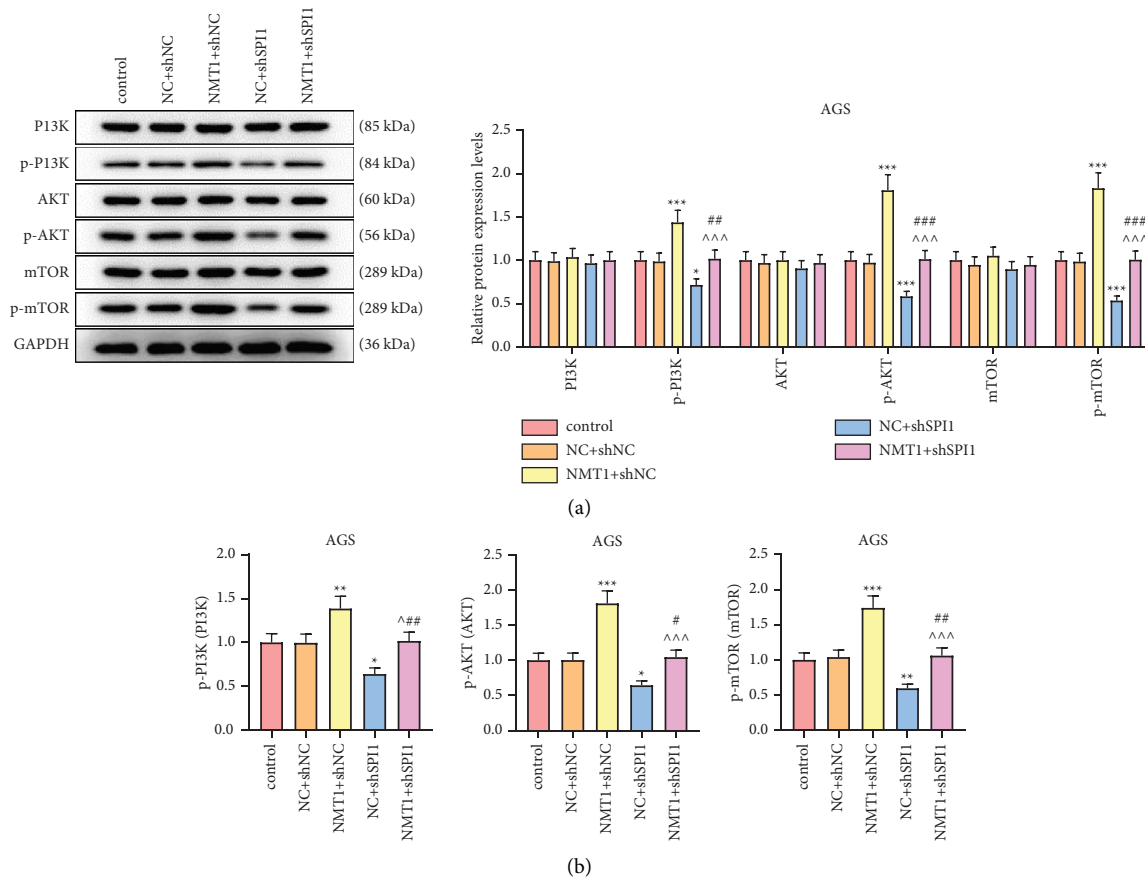 control
NC+shNC
NMT1+shNC
NC+shSPI1
NMT1+shSPI1
PI3K (85 kDa)
p-PI3K (84 kDa)
AKT (60 kDa)
p-AKT (56 kDa)
mTOR (289 kDa)
p-mTOR (289 kDa)
GAPDH (36 kDa)
AGS
Relative protein expression levels
2.5
2.0
1.5
1.0
0.5
0.0
***
*
##
^^^
***
***
###
^^^
***
***
###
^^^
PI3K
p-PI3K
AKT
p-AKT
mTOR
p-mTOR
control
NC+shNC
NMT1+shNC
NC+shSPI1
NMT1+shSPI1
(a)
AGS
p-PI3K (PI3K)
2.0
1.5
1.0
0.5
0.0
**
*
^##
control
NC+shNC
NMT1+shNC
NC+shSPI1
NMT1+shSPI1
AGS
p-AKT (AKT)
2.5
2.0
1.5
1.0
0.5
0.0
***
*
#
^^^
control
NC+shNC
NMT1+shNC
NC+shSPI1
NMT1+shSPI1
AGS
p-mTOR (mTOR)
2.5
2.0
1.5
1.0
0.5
0.0
***
**
##
^^^
control
NC+shNC
NMT1+shNC
NC+shSPI1
NMT1+shSPI1
(b)